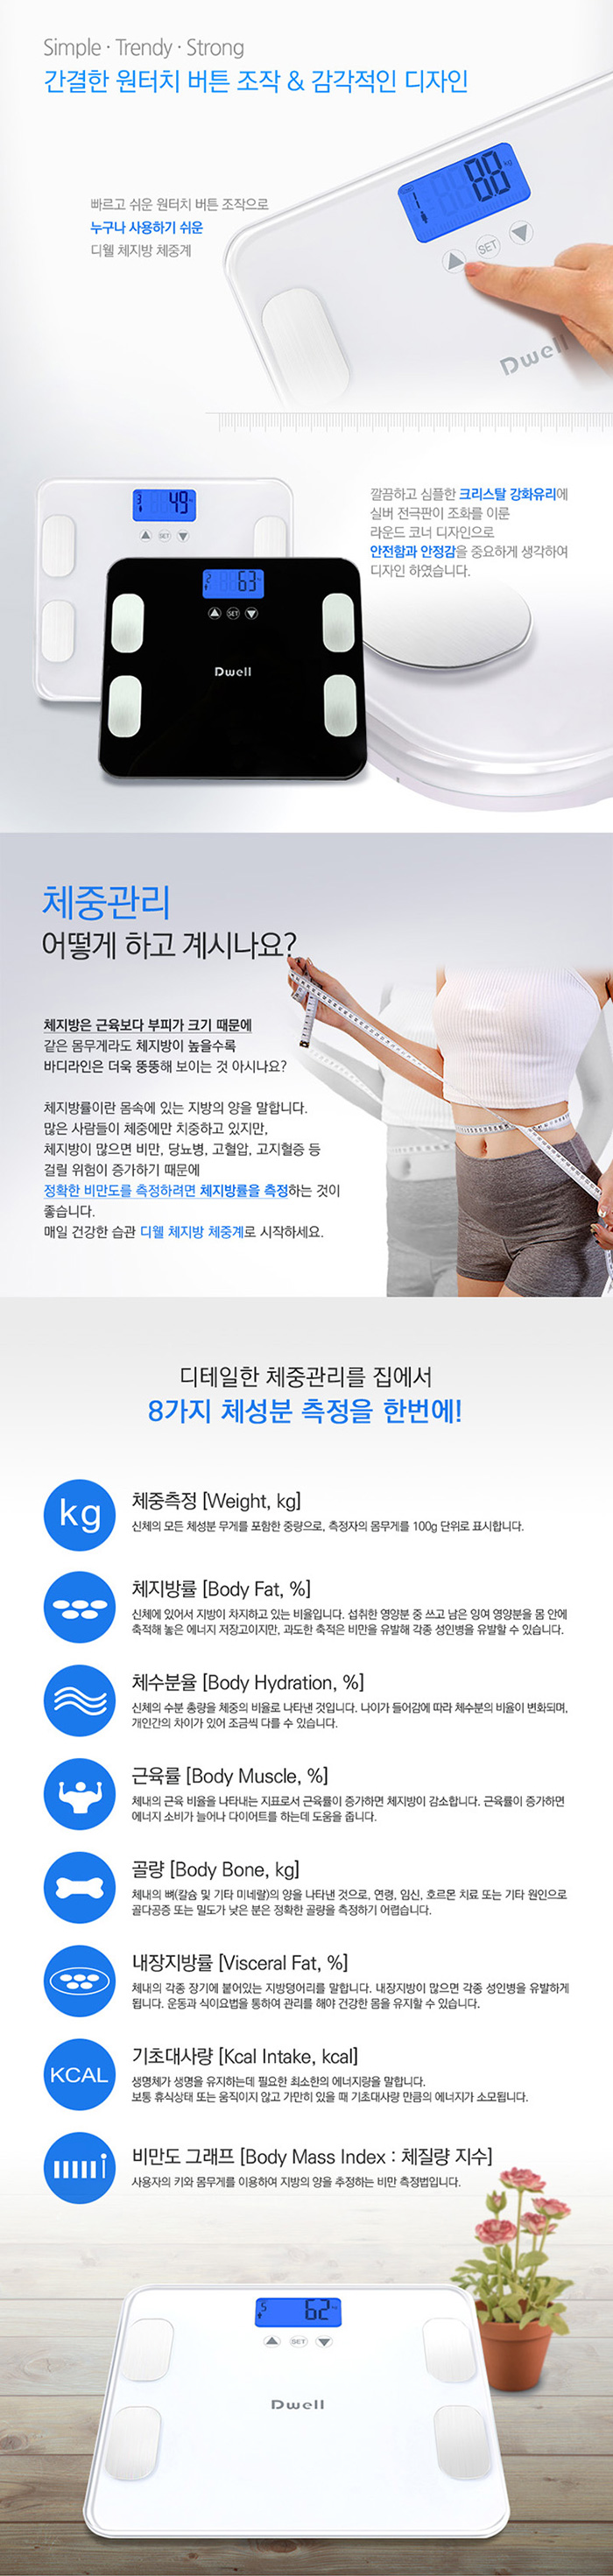 Simple · Trendy · Strong
간결한 원터치 버튼 조작 & 감각적인 디자인
빠르고 쉬운 원터치 버튼 조작으로
누구나 사용하기 쉬운
디웰 체지방 체중계
88 kg
SET
Dwell
깔끔하고 심플한 크리스탈 강화유리에
실버 전극판이 조화를 이룬
라운드 코너 디자인으로
안전함과 안정감을 중요하게 생각하여
디자인 하였습니다.
3 49
SET
2 63
SET
Dwell
체중관리
어떻게 하고 계시나요?
체지방은 근육보다 부피가 크기 때문에
같은 몸무게라도 체지방이 높을수록
바디라인은 더욱 뚱뚱해 보이는 것 아시나요?
체지방률이란 몸속에 있는 지방의 양을 말합니다.
많은 사람들이 체중에만 치중하고 있지만,
체지방이 많으면 비만, 당뇨병, 고혈압, 고지혈증 등
걸릴 위험이 증가하기 때문에
정확한 비만도를 측정하려면 체지방률을 측정하는 것이
좋습니다.
매일 건강한 습관 디웰 체지방 체중계로 시작하세요.
디테일한 체중관리를 집에서
8가지 체성분 측정을 한번에!
kg
체중측정 [Weight, kg]
신체의 모든 체성분 무게를 포함한 중량으로, 측정자의 몸무게를 100g 단위로 표시합니다.
체지방률 [Body Fat, %]
신체에 있어서 지방이 차지하고 있는 비율입니다. 섭취한 영양분 중 쓰고 남은 잉여 영양분을 몸 안에
축적해 놓은 에너지 저장고이지만, 과도한 축적은 비만을 유발해 각종 성인병을 유발할 수 있습니다.
체수분율 [Body Hydration, %]
신체의 수분 총량을 체중의 비율로 나타낸 것입니다. 나이가 들어감에 따라 체수분의 비율이 변화되며,
개인간의 차이가 있어 조금씩 다를 수 있습니다.
근육률 [Body Muscle, %]
체내의 근육 비율을 나타내는 지표로서 근육률이 증가하면 체지방이 감소합니다. 근육률이 증가하면
에너지 소비가 늘어나 다이어트를 하는데 도움을 줍니다.
골량 [Body Bone, kg]
체내의 뼈(칼슘 및 기타 미네랄)의 양을 나타낸 것으로, 연령, 임신, 호르몬 치료 또는 기타 원인으로
골다공증 또는 밀도가 낮은 분은 정확한 골량을 측정하기 어렵습니다.
내장지방률 [Visceral Fat, %]
체내의 각종 장기에 붙어있는 지방덩어리를 말합니다. 내장지방이 많으면 각종 성인병을 유발하게
됩니다. 운동과 식이요법을 통하여 관리를 해야 건강한 몸을 유지할 수 있습니다.
KCAL
기초대사량 [Kcal Intake, kcal]
생명체가 생명을 유지하는데 필요한 최소한의 에너지량을 말합니다.
보통 휴식상태 또는 움직이지 않고 가만히 있을 때 기초대사량 만큼의 에너지가 소모됩니다.
비만도 그래프 [Body Mass Index : 체질량 지수]
사용자의 키와 몸무게를 이용하여 지방의 양을 추정하는 비만 측정법입니다.
5 62
SET
Dwell